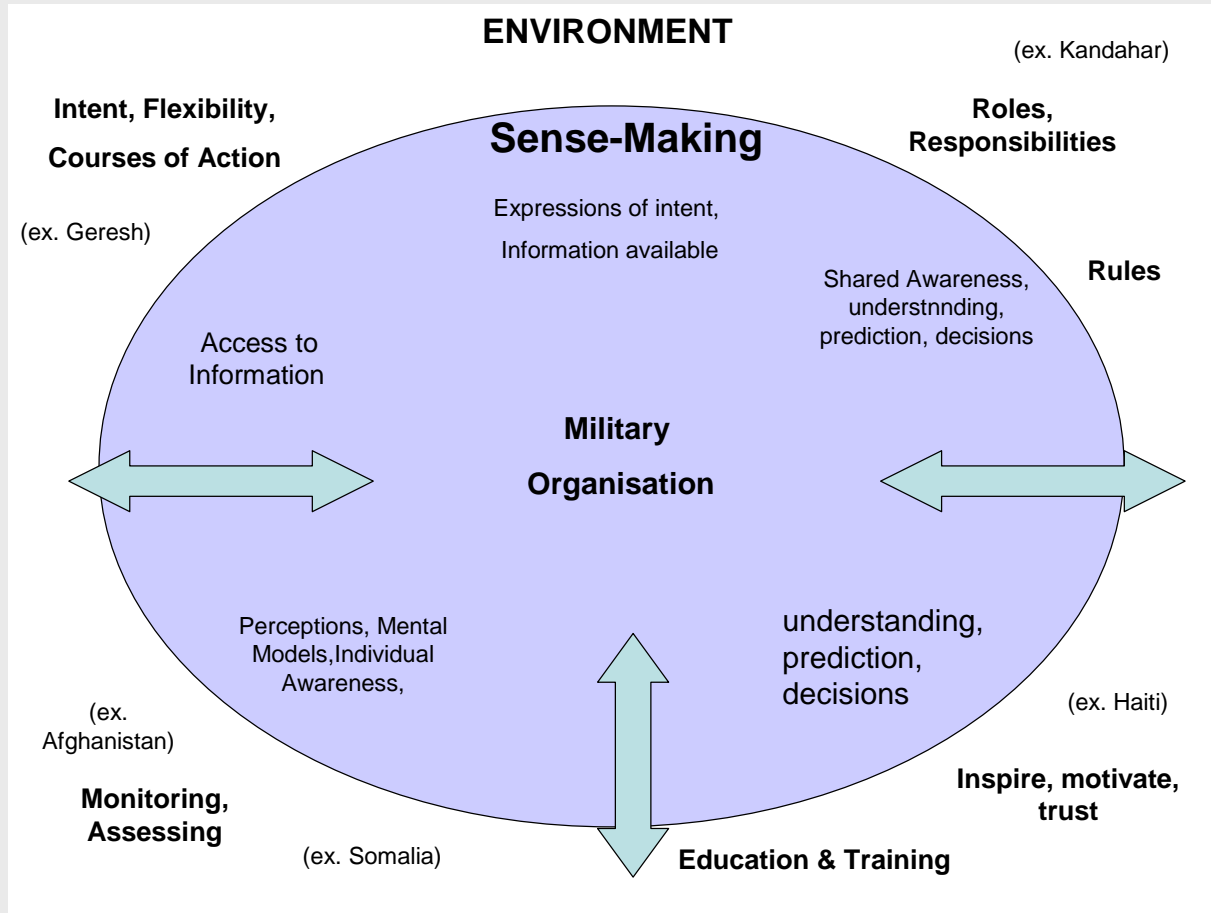 ENVIRONMENT
(ex. Kandahar)
Intent, Flexibility,
Courses of Action
Roles,
Responsibilities
Sense-Making
(ex. Geresh)
Expressions of intent,
Information available
Rules
Shared Awareness,
understnnding,
prediction, decisions
Access to
Information
Military
Organisation
Perceptions, Mental
Models,Individual
Awareness,
understanding,
prediction,
decisions
(ex.
Afghanistan)
(ex. Haiti)
Monitoring,
Assessing
Inspire, motivate,
trust
(ex. Somalia)
Education & Training